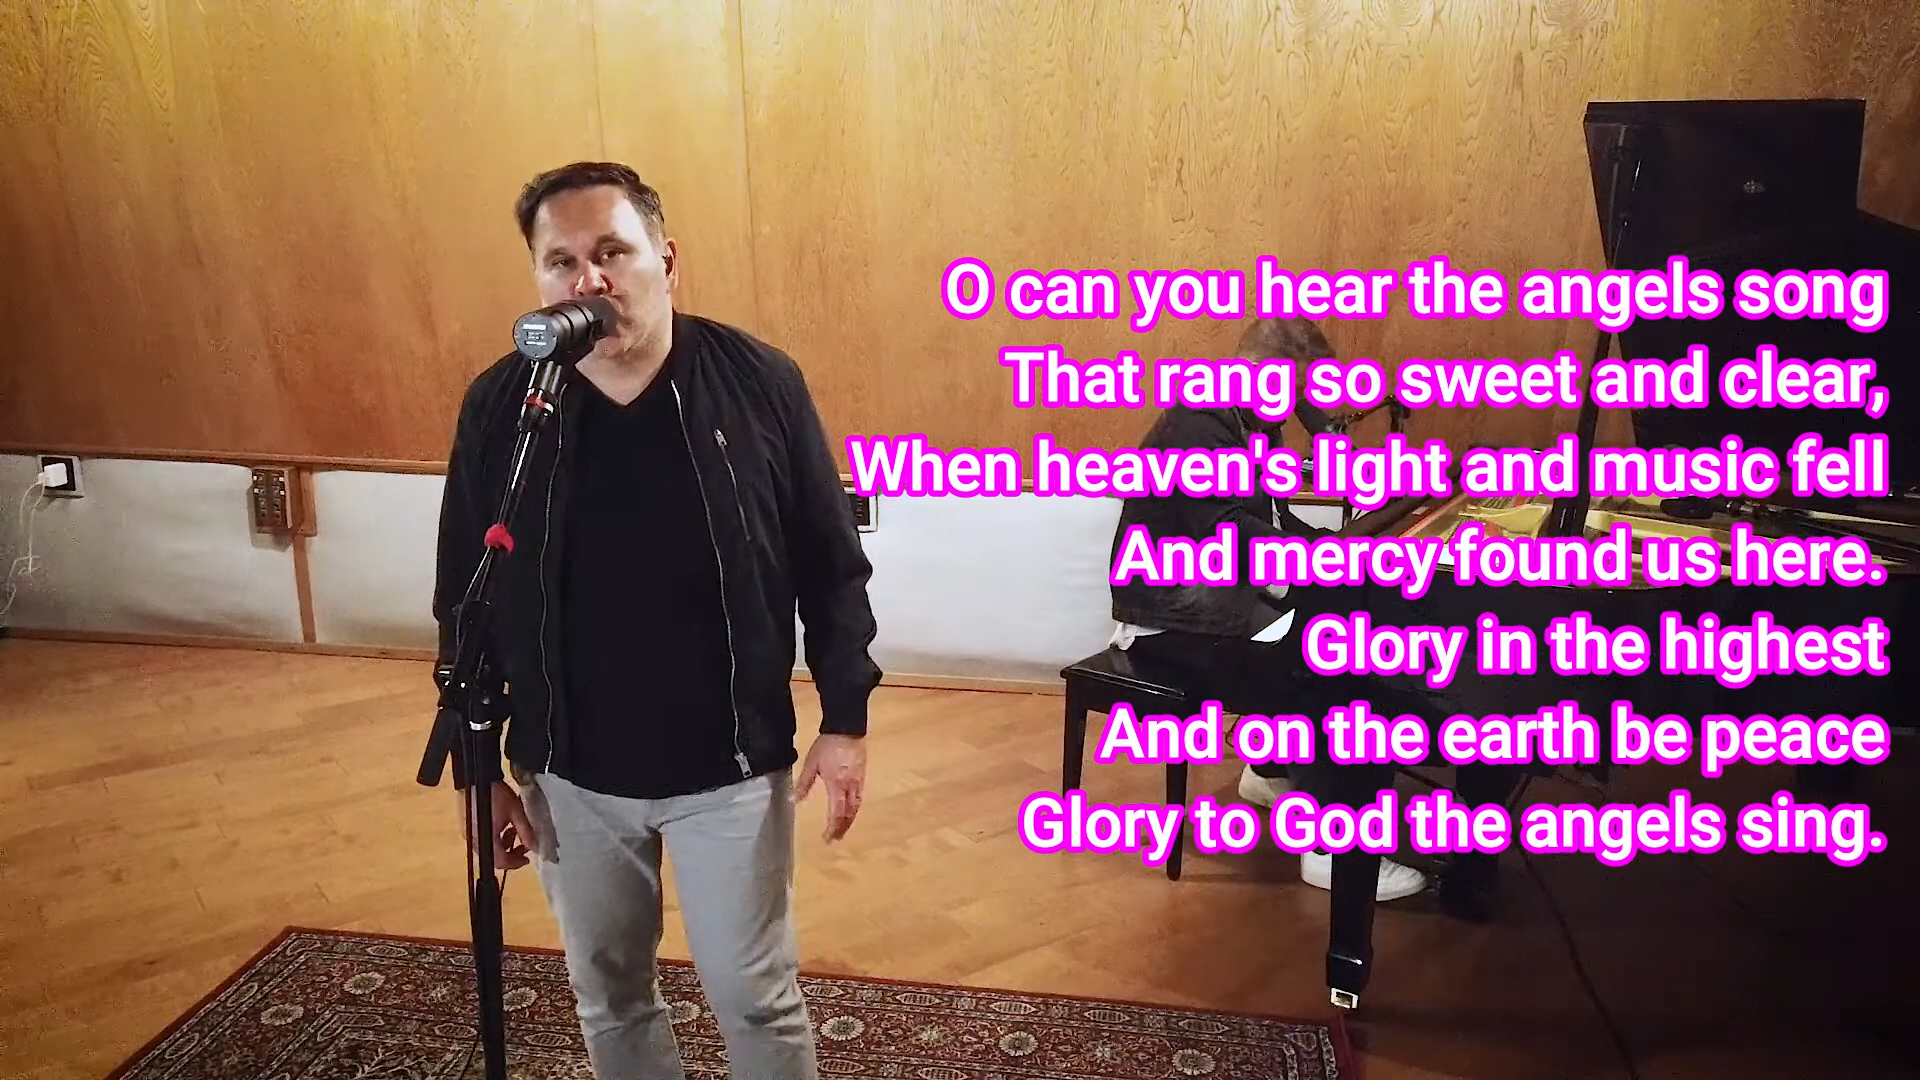 O can you hear the angels song
That rang so sweet and clear,
When heaven's light and music fell
And mercy found us here.
Glory in the highest
And on the earth be peace
Glory to God the angels sing.